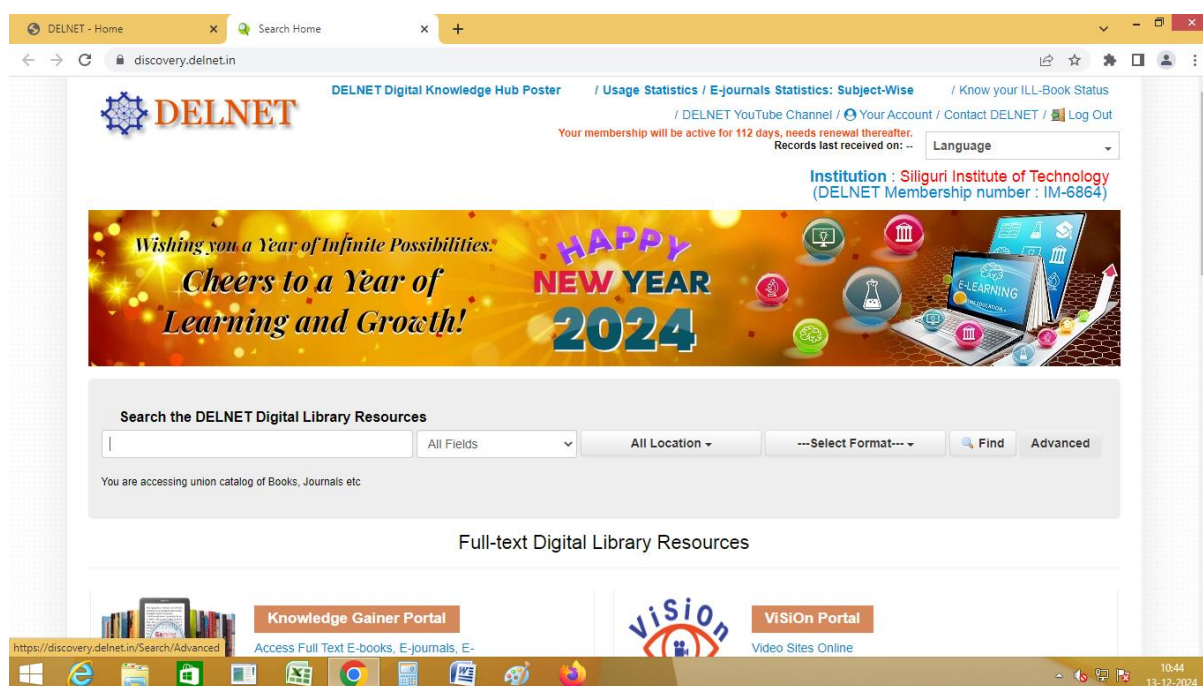 DELNET - Home
Search Home
discovery.delnet.in
DELNET
DELNET Digital Knowledge Hub Poster / Usage Statistics / E-journals Statistics: Subject-Wise / Know your ILL-Book Status
/ DELNET YouTube Channel / Your Account / Contact DELNET / Log Out
Your membership will be active for 112 days, needs renewal thereafter.
Records last received on: --
Language
Institution : Siliguri Institute of Technology
(DELNET Membership number : IM-6864)
Wishing you a Year of Infinite Possibilities.
Cheers to a Year of
Learning and Growth!
HAPPY
NEW YEAR
2024
E-LEARNING
Search the DELNET Digital Library Resources
All Fields
All Location
---Select Format---
Find
Advanced
You are accessing union catalog of Books, Journals etc
Full-text Digital Library Resources
Knowledge Gainer Portal
Access Full Text E-books, E-journals, E-
ViSiOn
ViSiOn Portal
Video Sites Online
https://discovery.delnet.in/Search/Advanced
10:44
13-12-2024